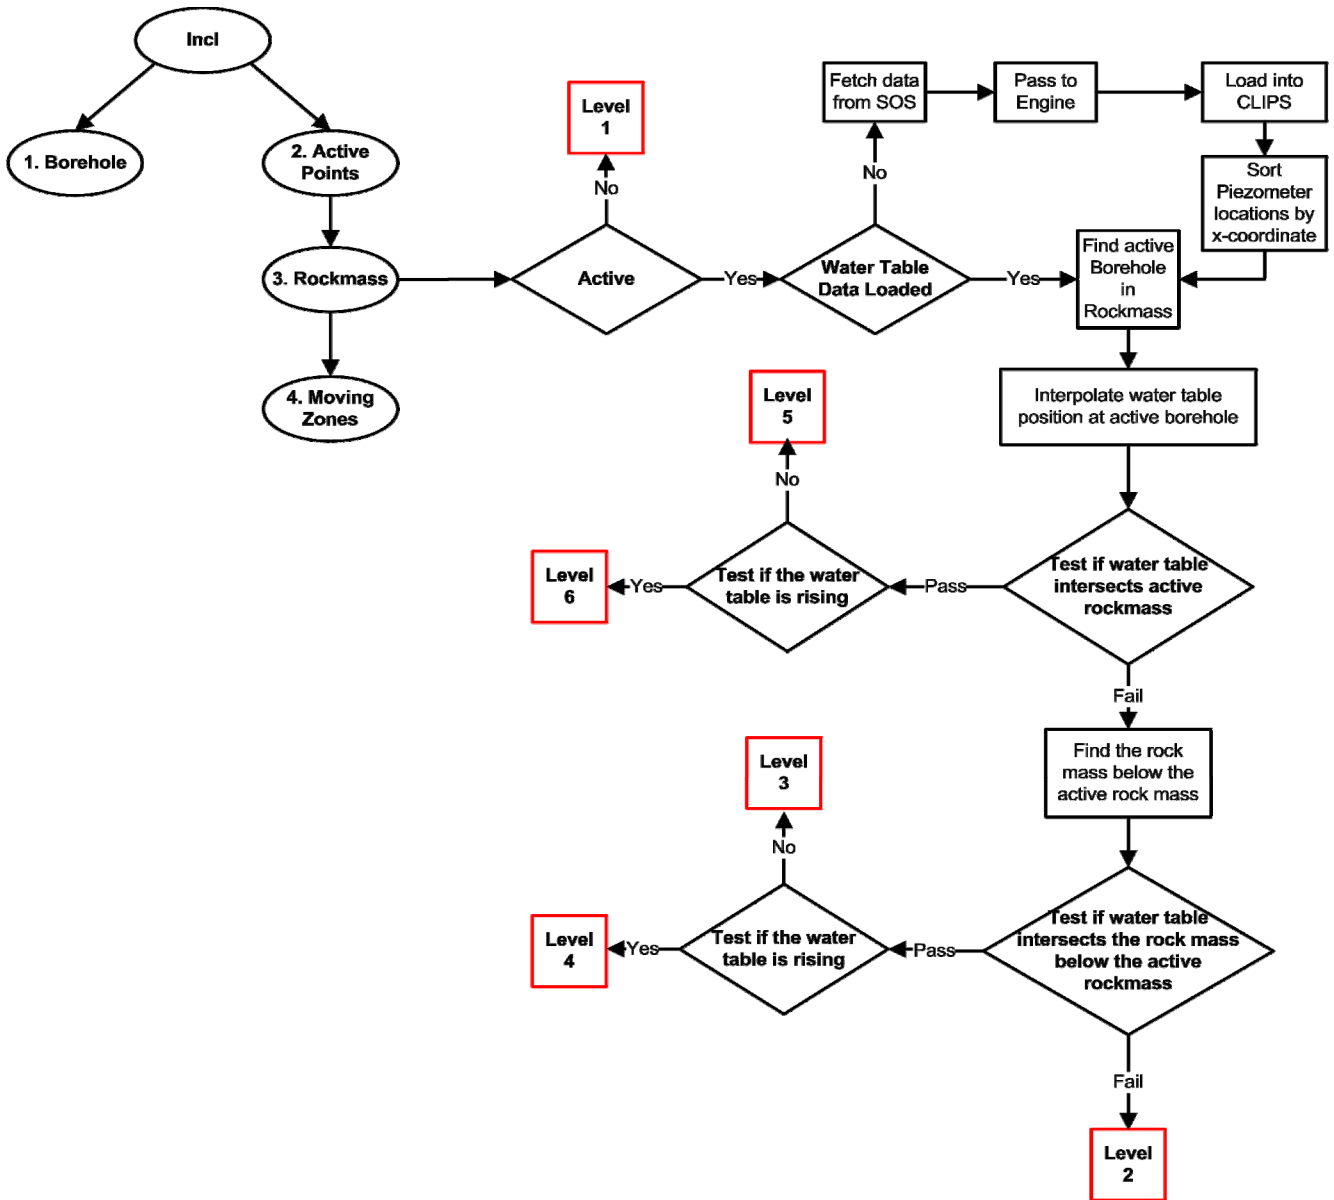 Incl
1. Borehole
2. Active
Points
3. Rockmass
4. Moving
Zones
Active
No
Level
1
Yes
Water Table
Data Loaded
No
Fetch data
from SOS
Pass to
Engine
Load into
CLIPS
Sort
Piezometer
locations by
x-coordinate
Yes
Find active
Borehole
in
Rockmass
Interpolate water table
position at active borehole
Test if water table
intersects active
rockmass
Pass
Test if the water
table is rising
No
Level
5
Yes
Level
6
Fail
Find the rock
mass below the
active rock mass
Test if water table
intersects the rock mass
below the active
rockmass
Pass
Test if the water
table is rising
No
Level
3
Yes
Level
4
Fail
Level
2